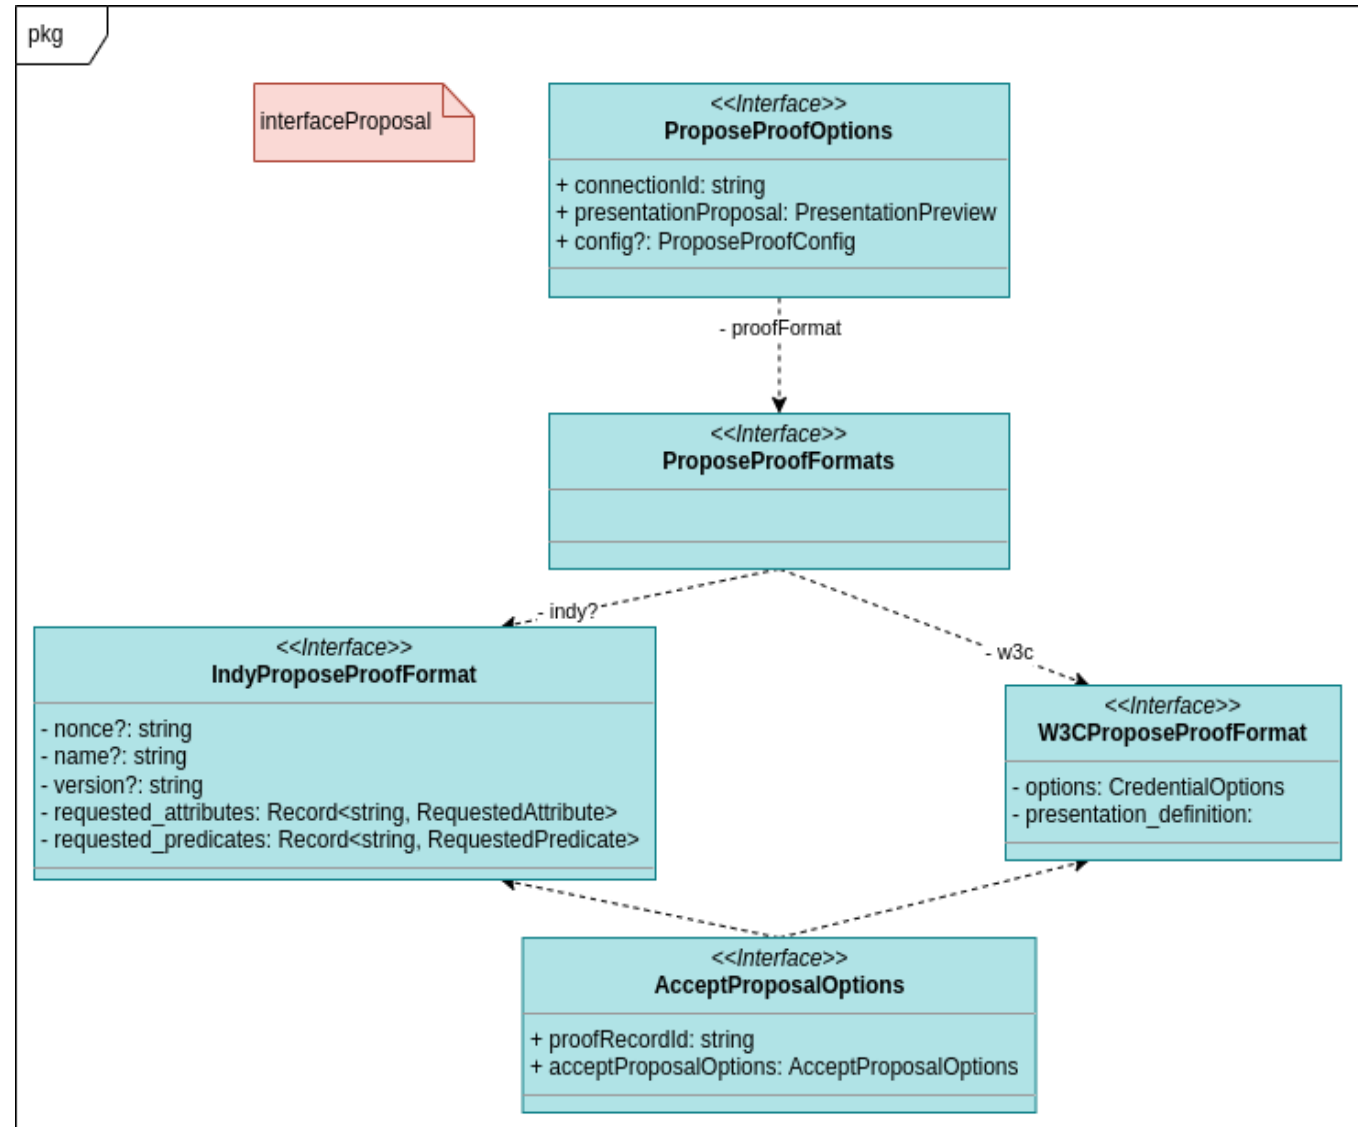 pkg
interfaceProposal
<<Interface>>
ProposeProofOptions
+ connectionId: string
+ presentationProposal: PresentationPreview
+ config?: ProposeProofConfig
- proofFormat
<<Interface>>
ProposeProofFormats
- indy?
- w3c
<<Interface>>
IndyProposeProofFormat
- nonce?: string
- name?: string
- version?: string
- requested_attributes: Record<string, RequestedAttribute>
- requested_predicates: Record<string, RequestedPredicate>
<<Interface>>
W3CProposeProofFormat
- options: CredentialOptions
- presentation_definition:
<<Interface>>
AcceptProposalOptions
+ proofRecordId: string
+ acceptProposalOptions: AcceptProposalOptions